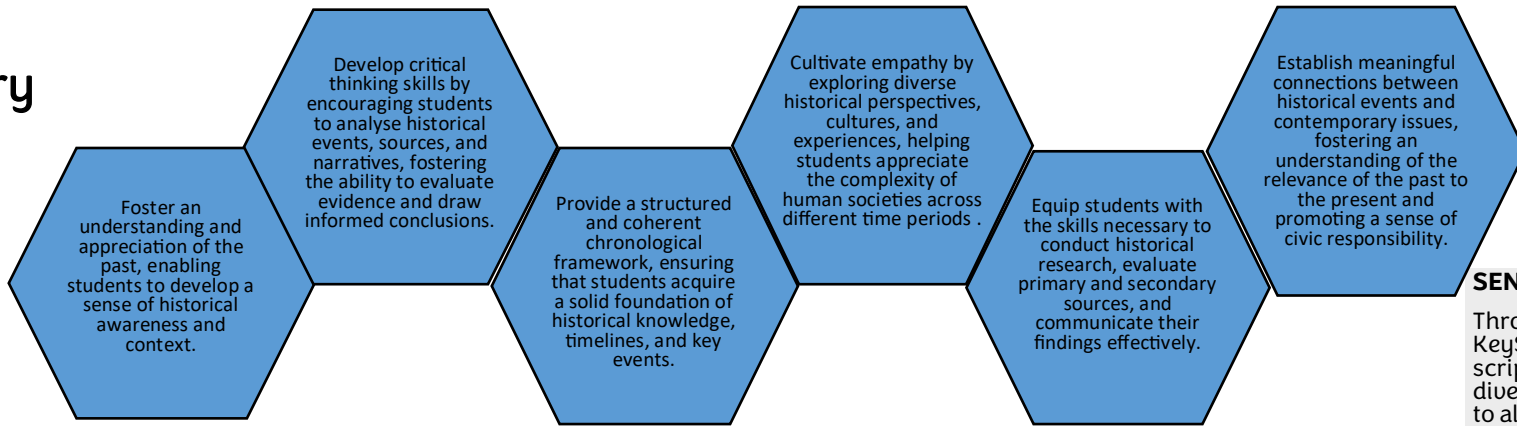 ry
Foster an
understanding and
appreciation of the
past, enabling
students to develop a
sense of historical
awareness and
context.
Develop critical
thinking skills by
encouraging students
to analyse historical
events, sources, and
narratives, fostering
the ability to evaluate
evidence and draw
informed conclusions.
Provide a structured
and coherent
chronological
framework, ensuring
that students acquire
a solid foundation of
historical knowledge,
timelines, and key
events.
Cultivate empathy by
exploring diverse
historical perspectives,
cultures, and
experiences, helping
students appreciate
the complexity of
human societies across
different time periods .
Equip students with
the skills necessary to
conduct historical
research, evaluate
primary and secondary
sources, and
communicate their
findings effectively.
Establish meaningful
connections between
historical events and
contemporary issues,
fostering an
understanding of the
relevance of the past to
the present and
promoting a sense of
civic responsibility.
SEN
Thro
KeyS
scrip
dive
to al